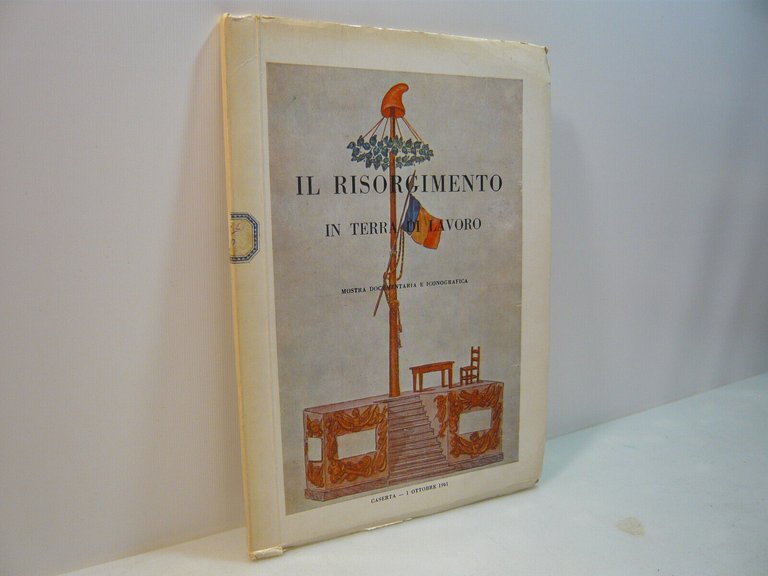 IL RISORGIMENTO
IN TERRA DI LAVORO
MOSTRA DOCUMENTARIA E ICONOGRAFICA
CASERTA — 1 OTTOBRE 1961